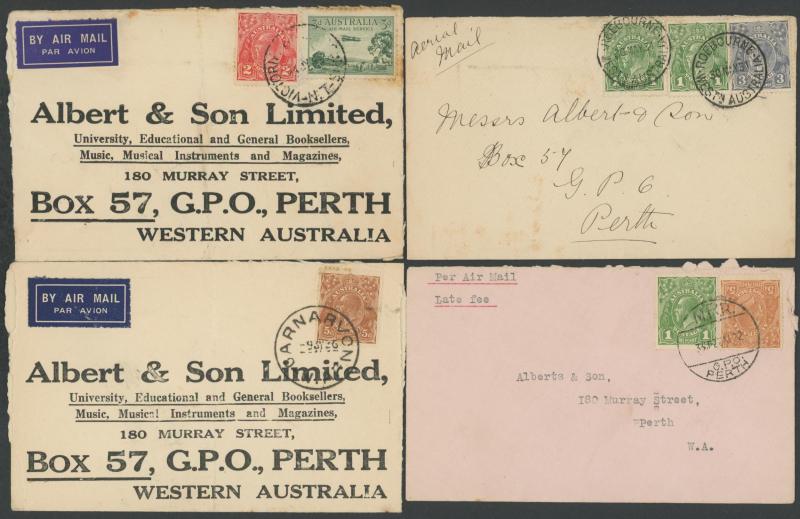 BY AIR MAIL
PAR AVION
AUSTRALIA
AIR MAIL SERVICE
Albert & Son Limited,
University, Educational and General Booksellers,
Music, Musical Instruments and Magazines,
180 MURRAY STREET,
Box 57, G.P.O., PERTH
WESTERN AUSTRALIA
Aerial
Mail
ROEBOURNE
ROEBOURNE
WESTN AUSTRALIA
Messrs Albert & Son
Box 57
G.P.O.
Perth
BY AIR MAIL
PAR AVION
CARNARVON
Albert & Son Limited,
University, Educational and General Booksellers,
Music, Musical Instruments and Magazines,
180 MURRAY STREET,
Box 57, G.P.O., PERTH
WESTERN AUSTRALIA
Per Air Mail
Late fee
G.P.O.
PERTH
Alberts & Son,
180 Murray Street,
Perth
W.A.